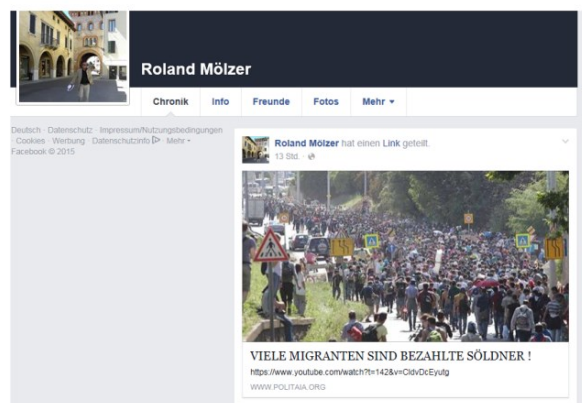 Roland Mölzer
Chronik Info Freunde Fotos Mehr
Deutsch · Datenschutz · Impressum/Nutzungsbedingungen
· Cookies · Werbung · Datenschutzinfo · Mehr
Facebook © 2015
Roland Mölzer hat einen Link geteilt.
13 Std. ·
VIELE MIGRANTEN SIND BEZAHLTE SÖLDNER !
https://www.youtube.com/watch?t=142&v=CldvDcEyutg
WWW.POLITAIA.ORG